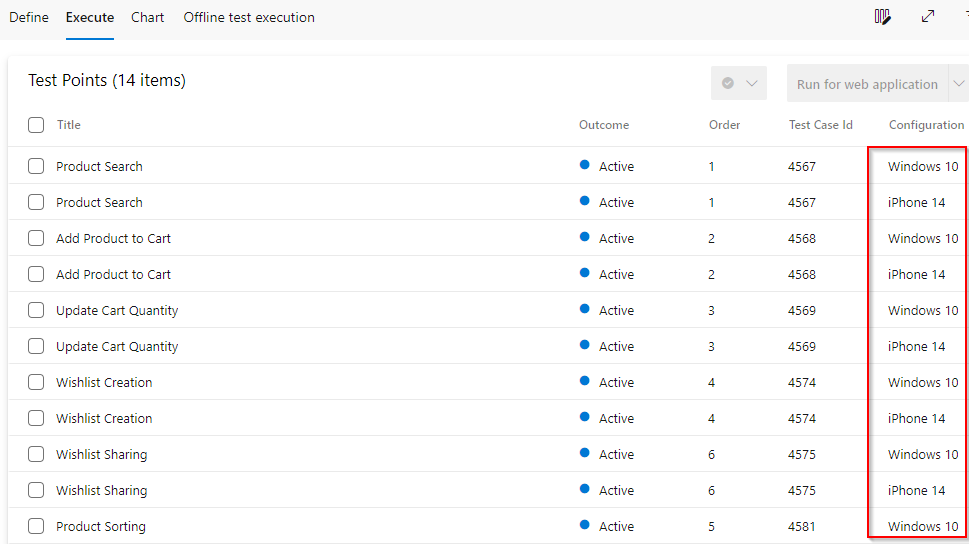 Define Execute Chart Offline test execution
Test Points (14 items)
Run for web application
Title Outcome Order Test Case Id Configuration
Product Search Active 1 4567 Windows 10
Product Search Active 1 4567 iPhone 14
Add Product to Cart Active 2 4568 Windows 10
Add Product to Cart Active 2 4568 iPhone 14
Update Cart Quantity Active 3 4569 Windows 10
Update Cart Quantity Active 3 4569 iPhone 14
Wishlist Creation Active 4 4574 Windows 10
Wishlist Creation Active 4 4574 iPhone 14
Wishlist Sharing Active 6 4575 Windows 10
Wishlist Sharing Active 6 4575 iPhone 14
Product Sorting Active 5 4581 Windows 10